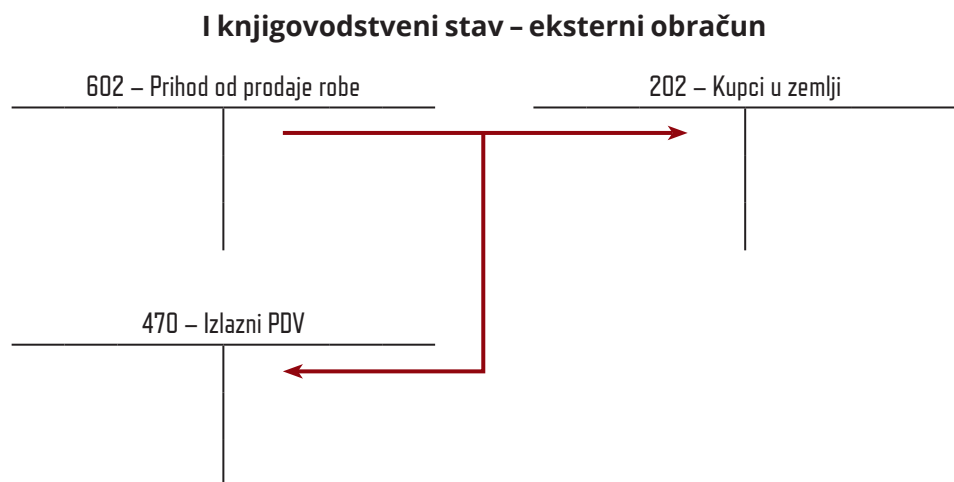 I knjigovodstveni stav – eksterni obračun
602 – Prihod od prodaje robe
202 – Kupci u zemlji
470 – Izlazni PDV